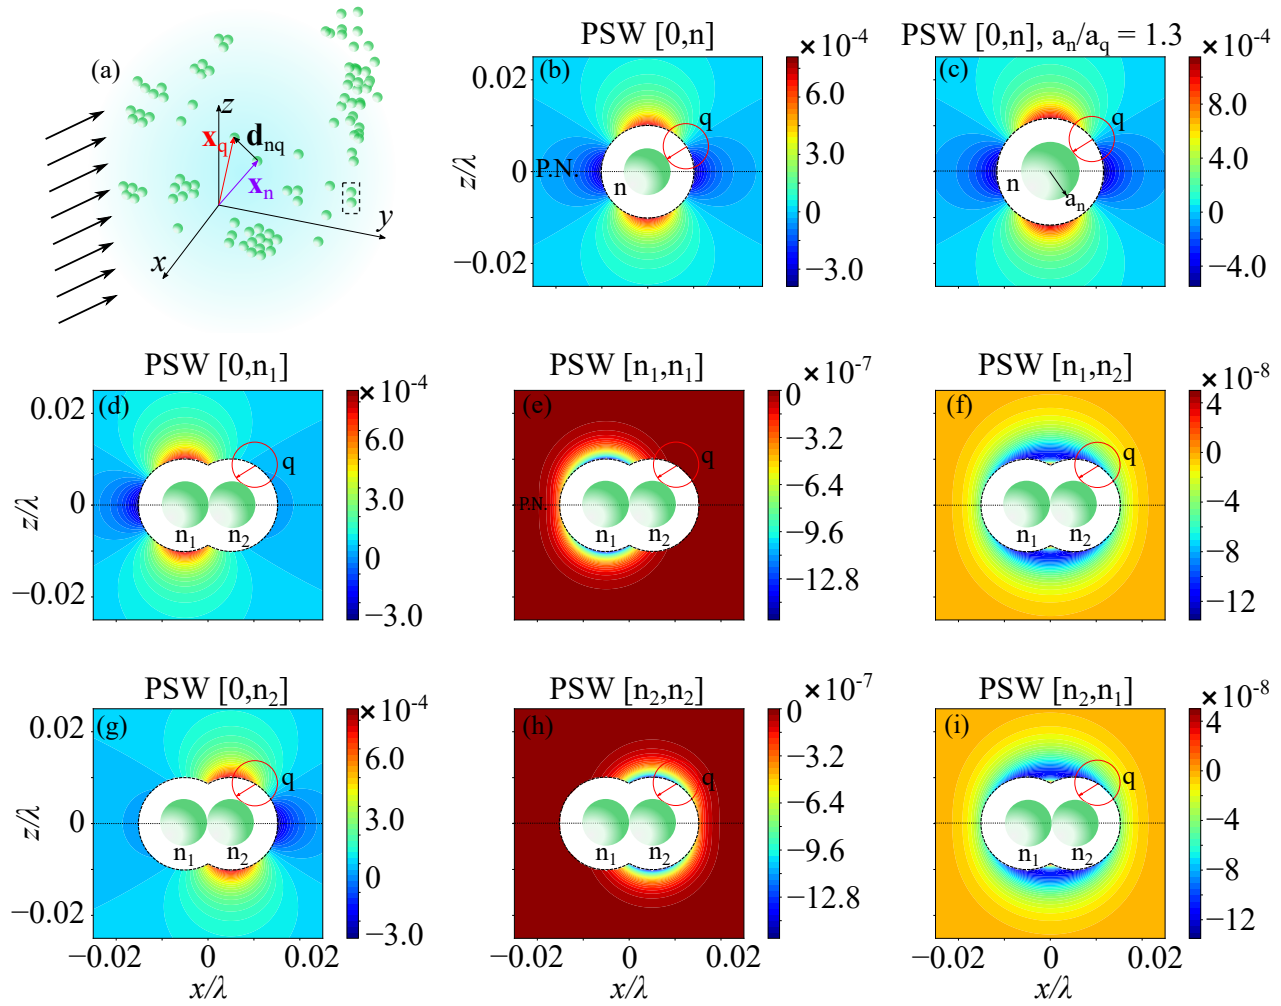 (a)
z
x_q
d_nq
x_n
y
x
PSW [0,n]
×10^-4
(b)
0.02
q
6.0
3.0
P.N.
n
z/λ
0
0
−0.02
−3.0
PSW [0,n], a_n/a_q = 1.3
×10^-4
(c)
q
8.0
4.0
n
a_n
0
−4.0
PSW [0,n_1]
×10^-4
(d)
0.02
6.0
q
3.0
z/λ
0
n_1
n_2
0
−0.02
−3.0
PSW [n_1,n_1]
×10^-7
(e)
0
−3.2
q
−6.4
P.N.
n_1
n_2
−9.6
−12.8
PSW [n_1,n_2]
×10^-8
(f)
4
q
0
−4
n_1
n_2
−8
−12
PSW [0,n_2]
×10^-4
(g)
0.02
6.0
q
3.0
z/λ
0
n_1
n_2
0
−0.02
−3.0
−0.02
0
0.02
x/λ
PSW [n_2,n_2]
×10^-7
(h)
0
−3.2
q
−6.4
n_1
n_2
−9.6
−12.8
−0.02
0
0.02
x/λ
PSW [n_2,n_1]
×10^-8
(i)
4
q
0
−4
n_1
n_2
−8
−12
−0.02
0
0.02
x/λ